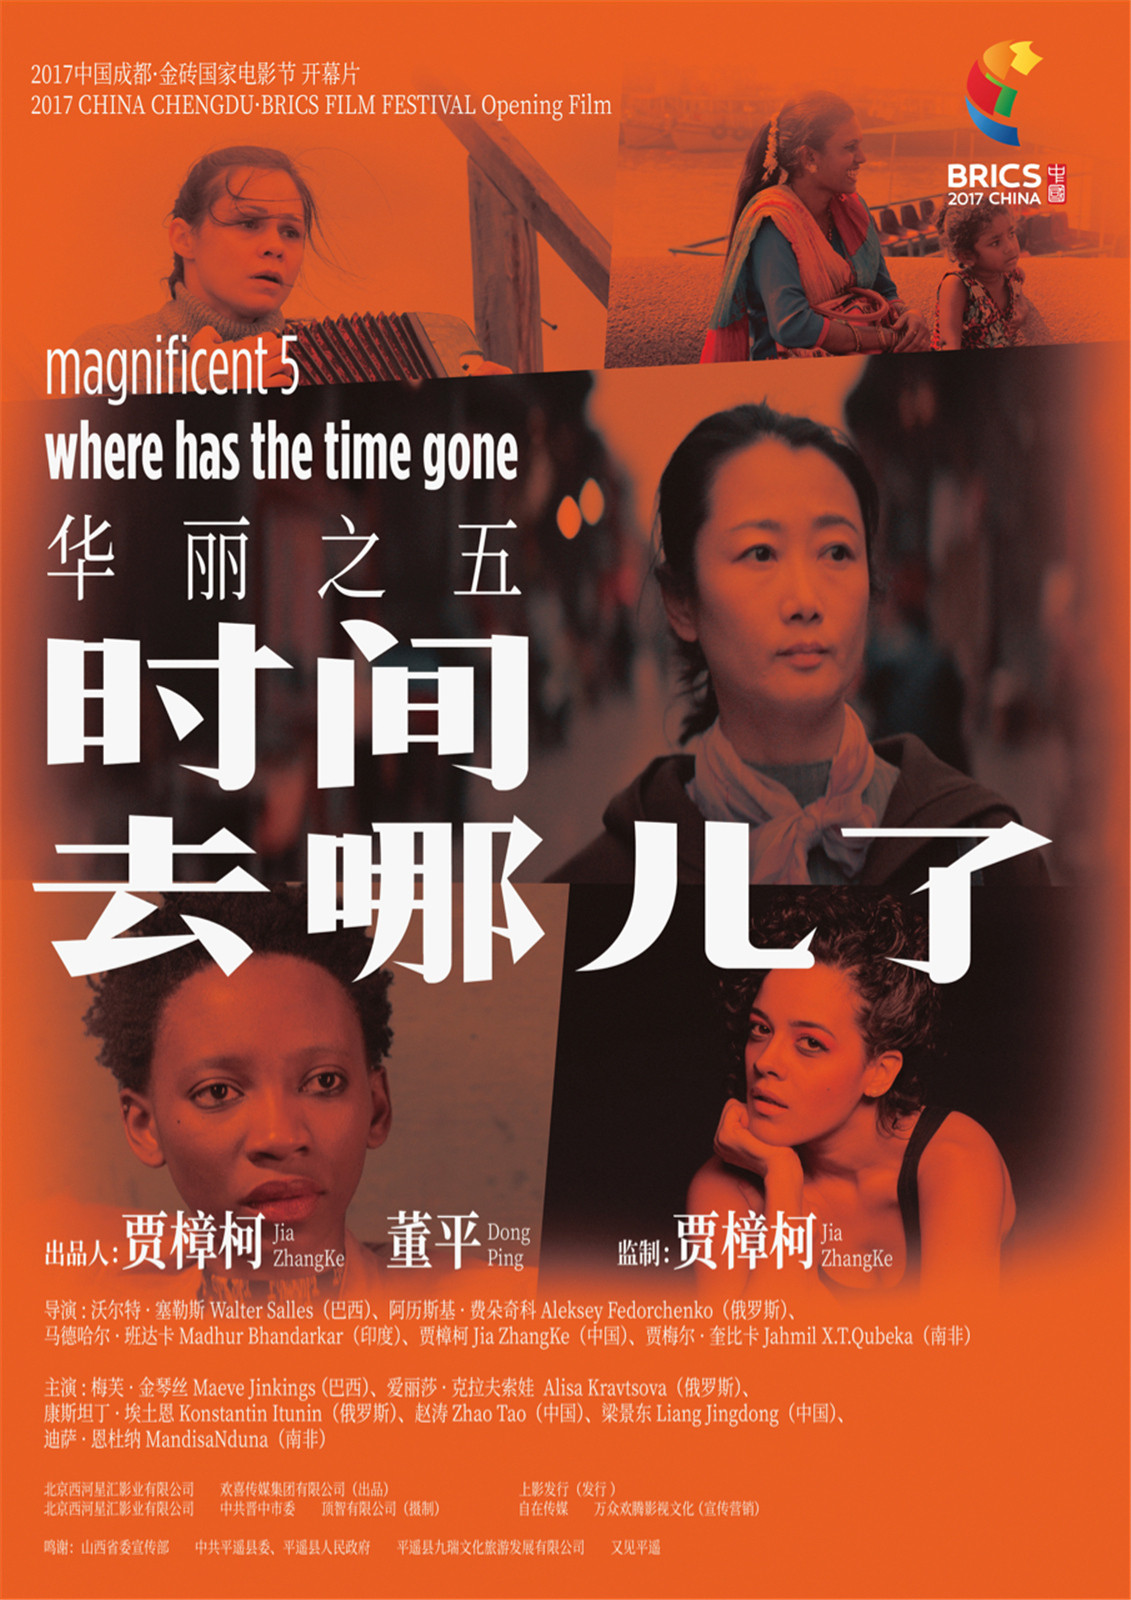 2017中国成都·金砖国家电影节 开幕片
2017 CHINA CHENGDU·BRICS FILM FESTIVAL Opening Film
BRICS
2017 CHINA
中国
magnificent 5
where has the time gone
华丽之五
时间
去哪儿了
出品人:贾樟柯 Jia ZhangKe 董平 Dong Ping 监制:贾樟柯 Jia ZhangKe
导演:沃尔特·塞勒斯 Walter Salles（巴西）、阿历斯基·费朵奇科 Aleksey Fedorchenko（俄罗斯）、
马德哈尔·班达卡 Madhur Bhandarkar（印度）、贾樟柯 Jia ZhangKe（中国）、贾梅尔·奎比卡 Jahmil X.T.Qubeka（南非）
主演:梅芙·金琴丝 Maeve Jinkings（巴西）、爱丽莎·克拉夫索娃 Alisa Kravtsova（俄罗斯）、
康斯坦丁·埃土恩 Konstantin Itunin（俄罗斯）、赵涛 Zhao Tao（中国）、梁景东 Liang Jingdong（中国）、
迪萨·恩杜纳 MandisaNduna（南非）
北京西河星汇影业有限公司 欢喜传媒集团有限公司（出品） 上影发行（发行）
北京西河星汇影业有限公司 中共晋中市委 顶智有限公司（摄制） 自在传媒 万众欢腾影视文化（宣传营销）
鸣谢：山西省委宣传部 中共平遥县委、平遥县人民政府 平遥县九瑞文化旅游发展有限公司 又见平遥